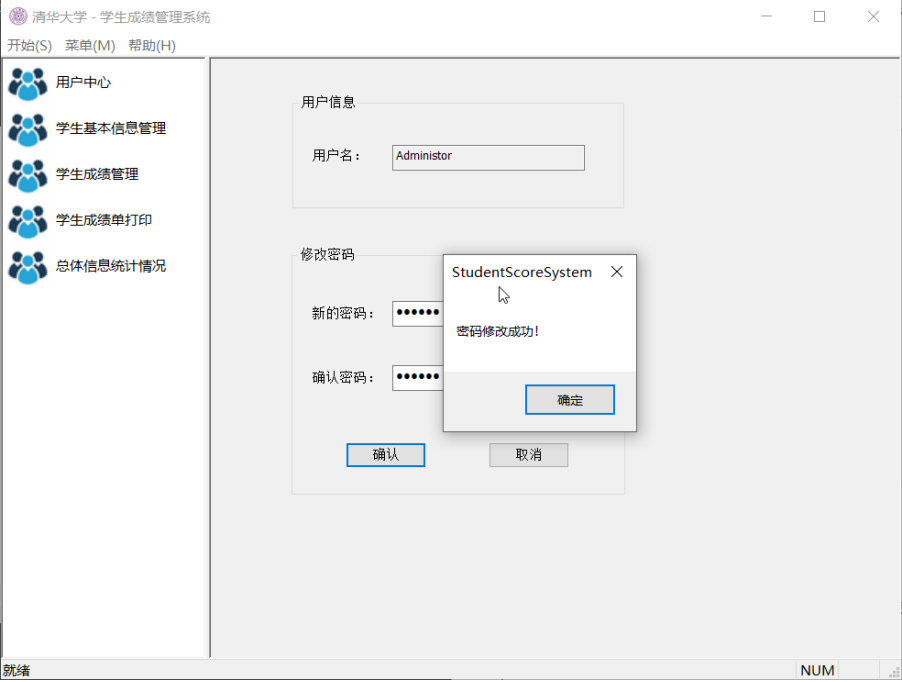 清华大学 - 学生成绩管理系统
开始(S) 菜单(M) 帮助(H)
用户中心
学生基本信息管理
学生成绩管理
学生成绩单打印
总体信息统计情况
用户信息
用户名：
Administor
修改密码
新的密码：
••••••
确认密码：
••••••
确认
取消
StudentScoreSystem
密码修改成功!
确定
就绪
NUM